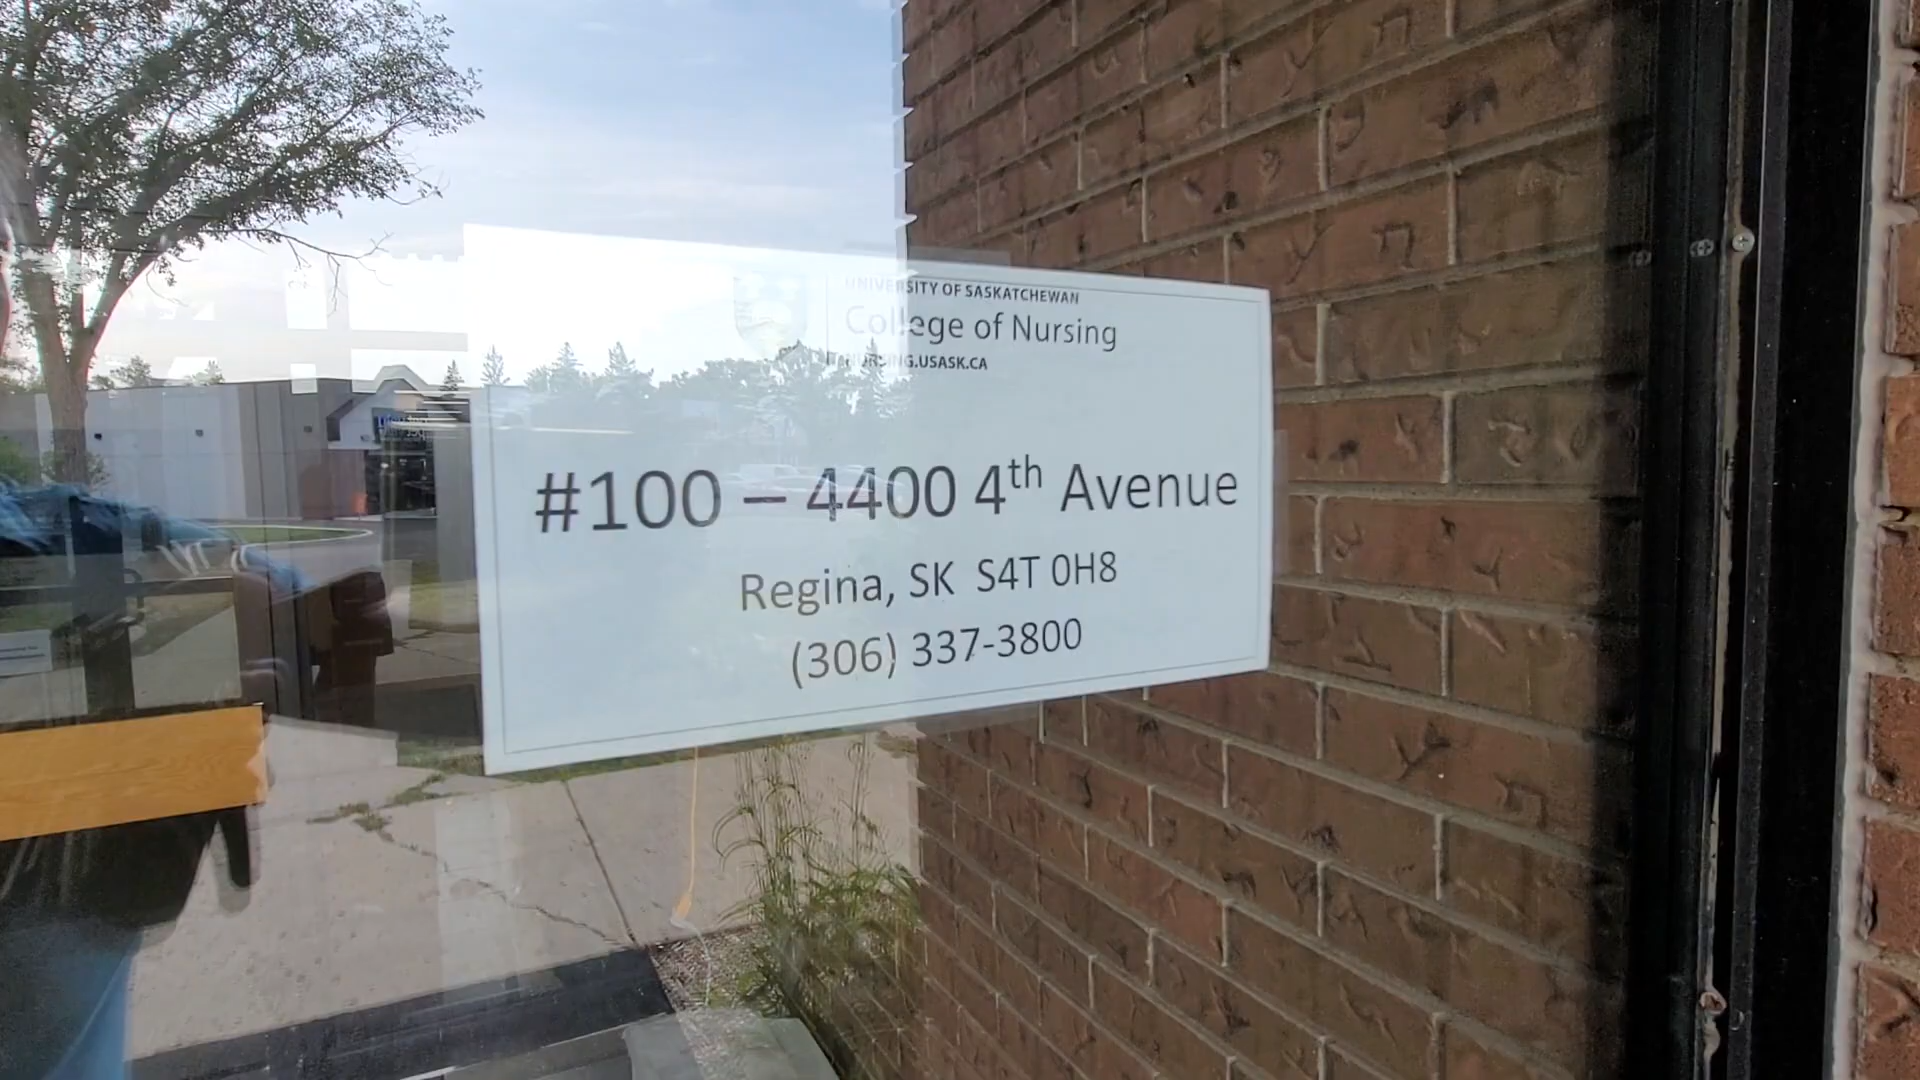 UNIVERSITY OF SASKATCHEWAN
College of Nursing
NURSING.USASK.CA
#100 – 4400 4th Avenue
Regina, SK S4T 0H8
(306) 337-3800